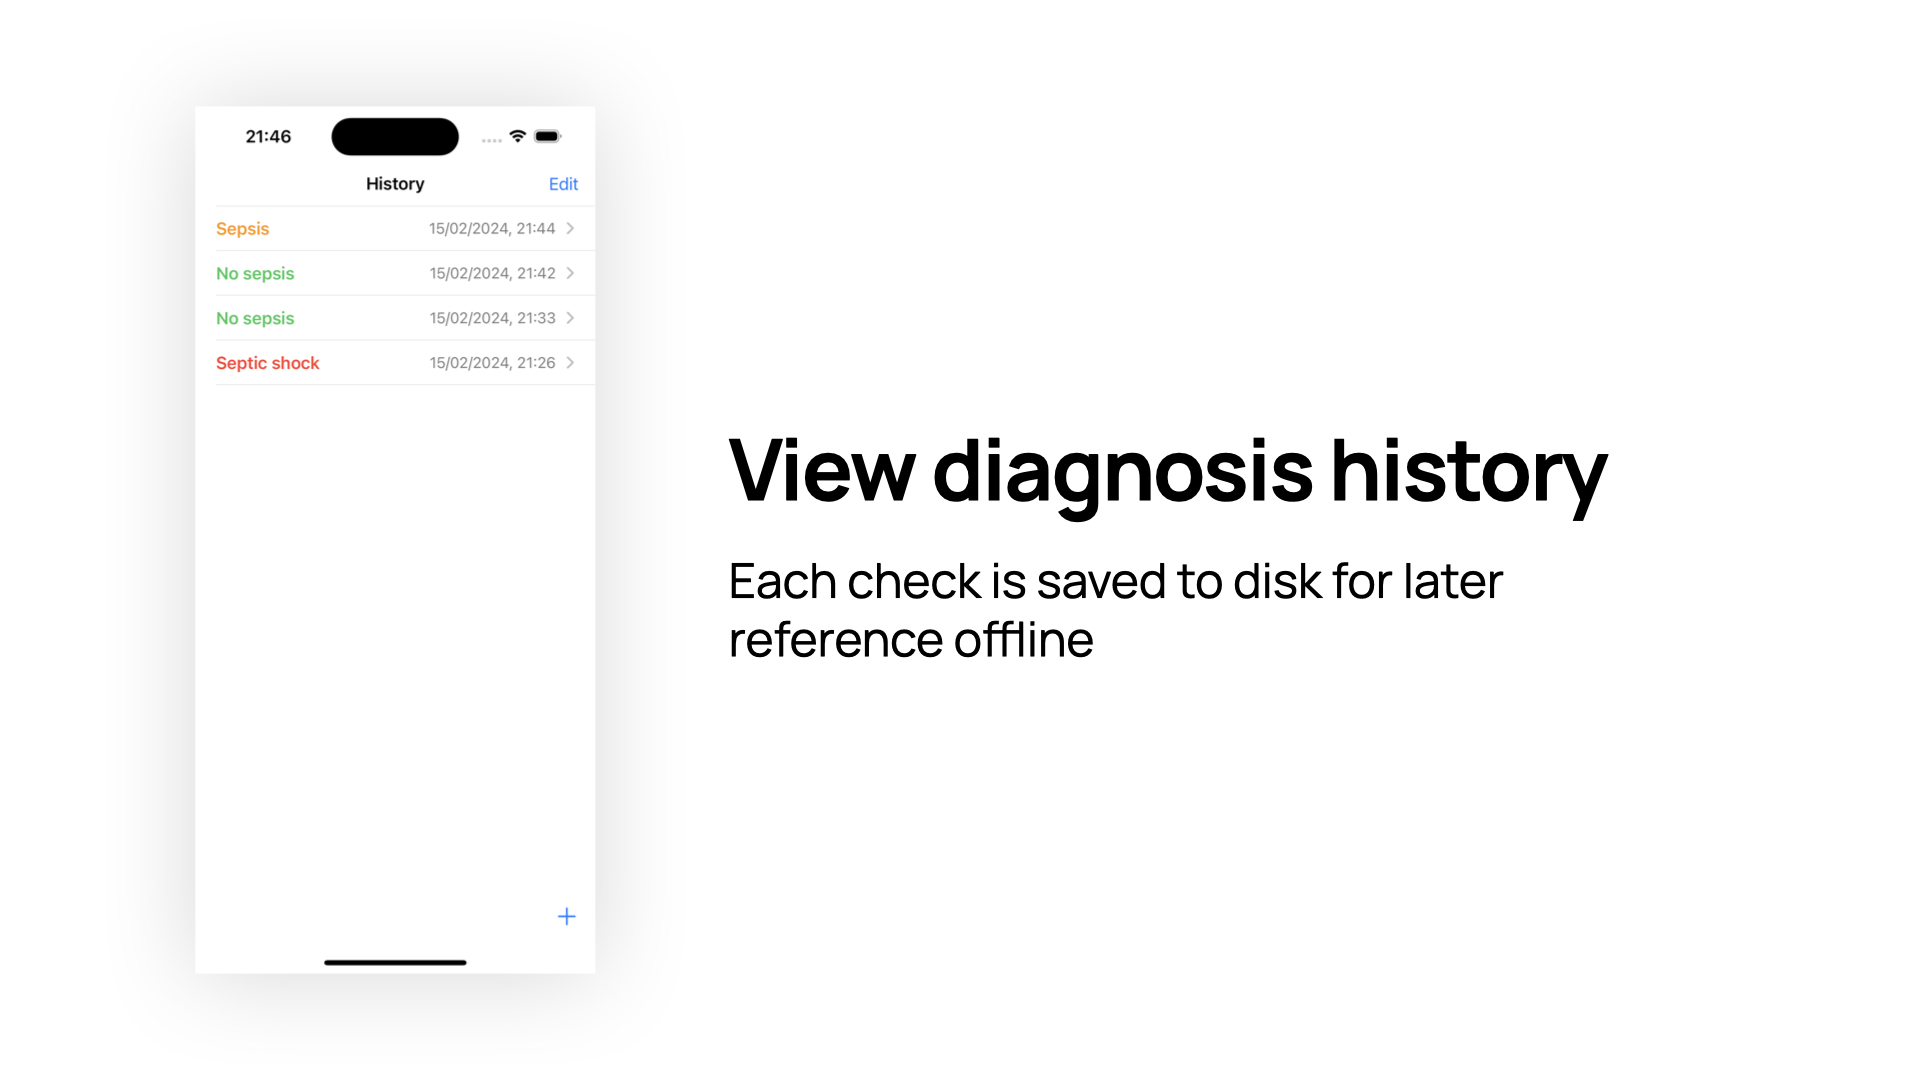 21:46
History
Edit
Sepsis 15/02/2024, 21:44
No sepsis 15/02/2024, 21:42
No sepsis 15/02/2024, 21:33
Septic shock 15/02/2024, 21:26
View diagnosis history
Each check is saved to disk for later
reference offline